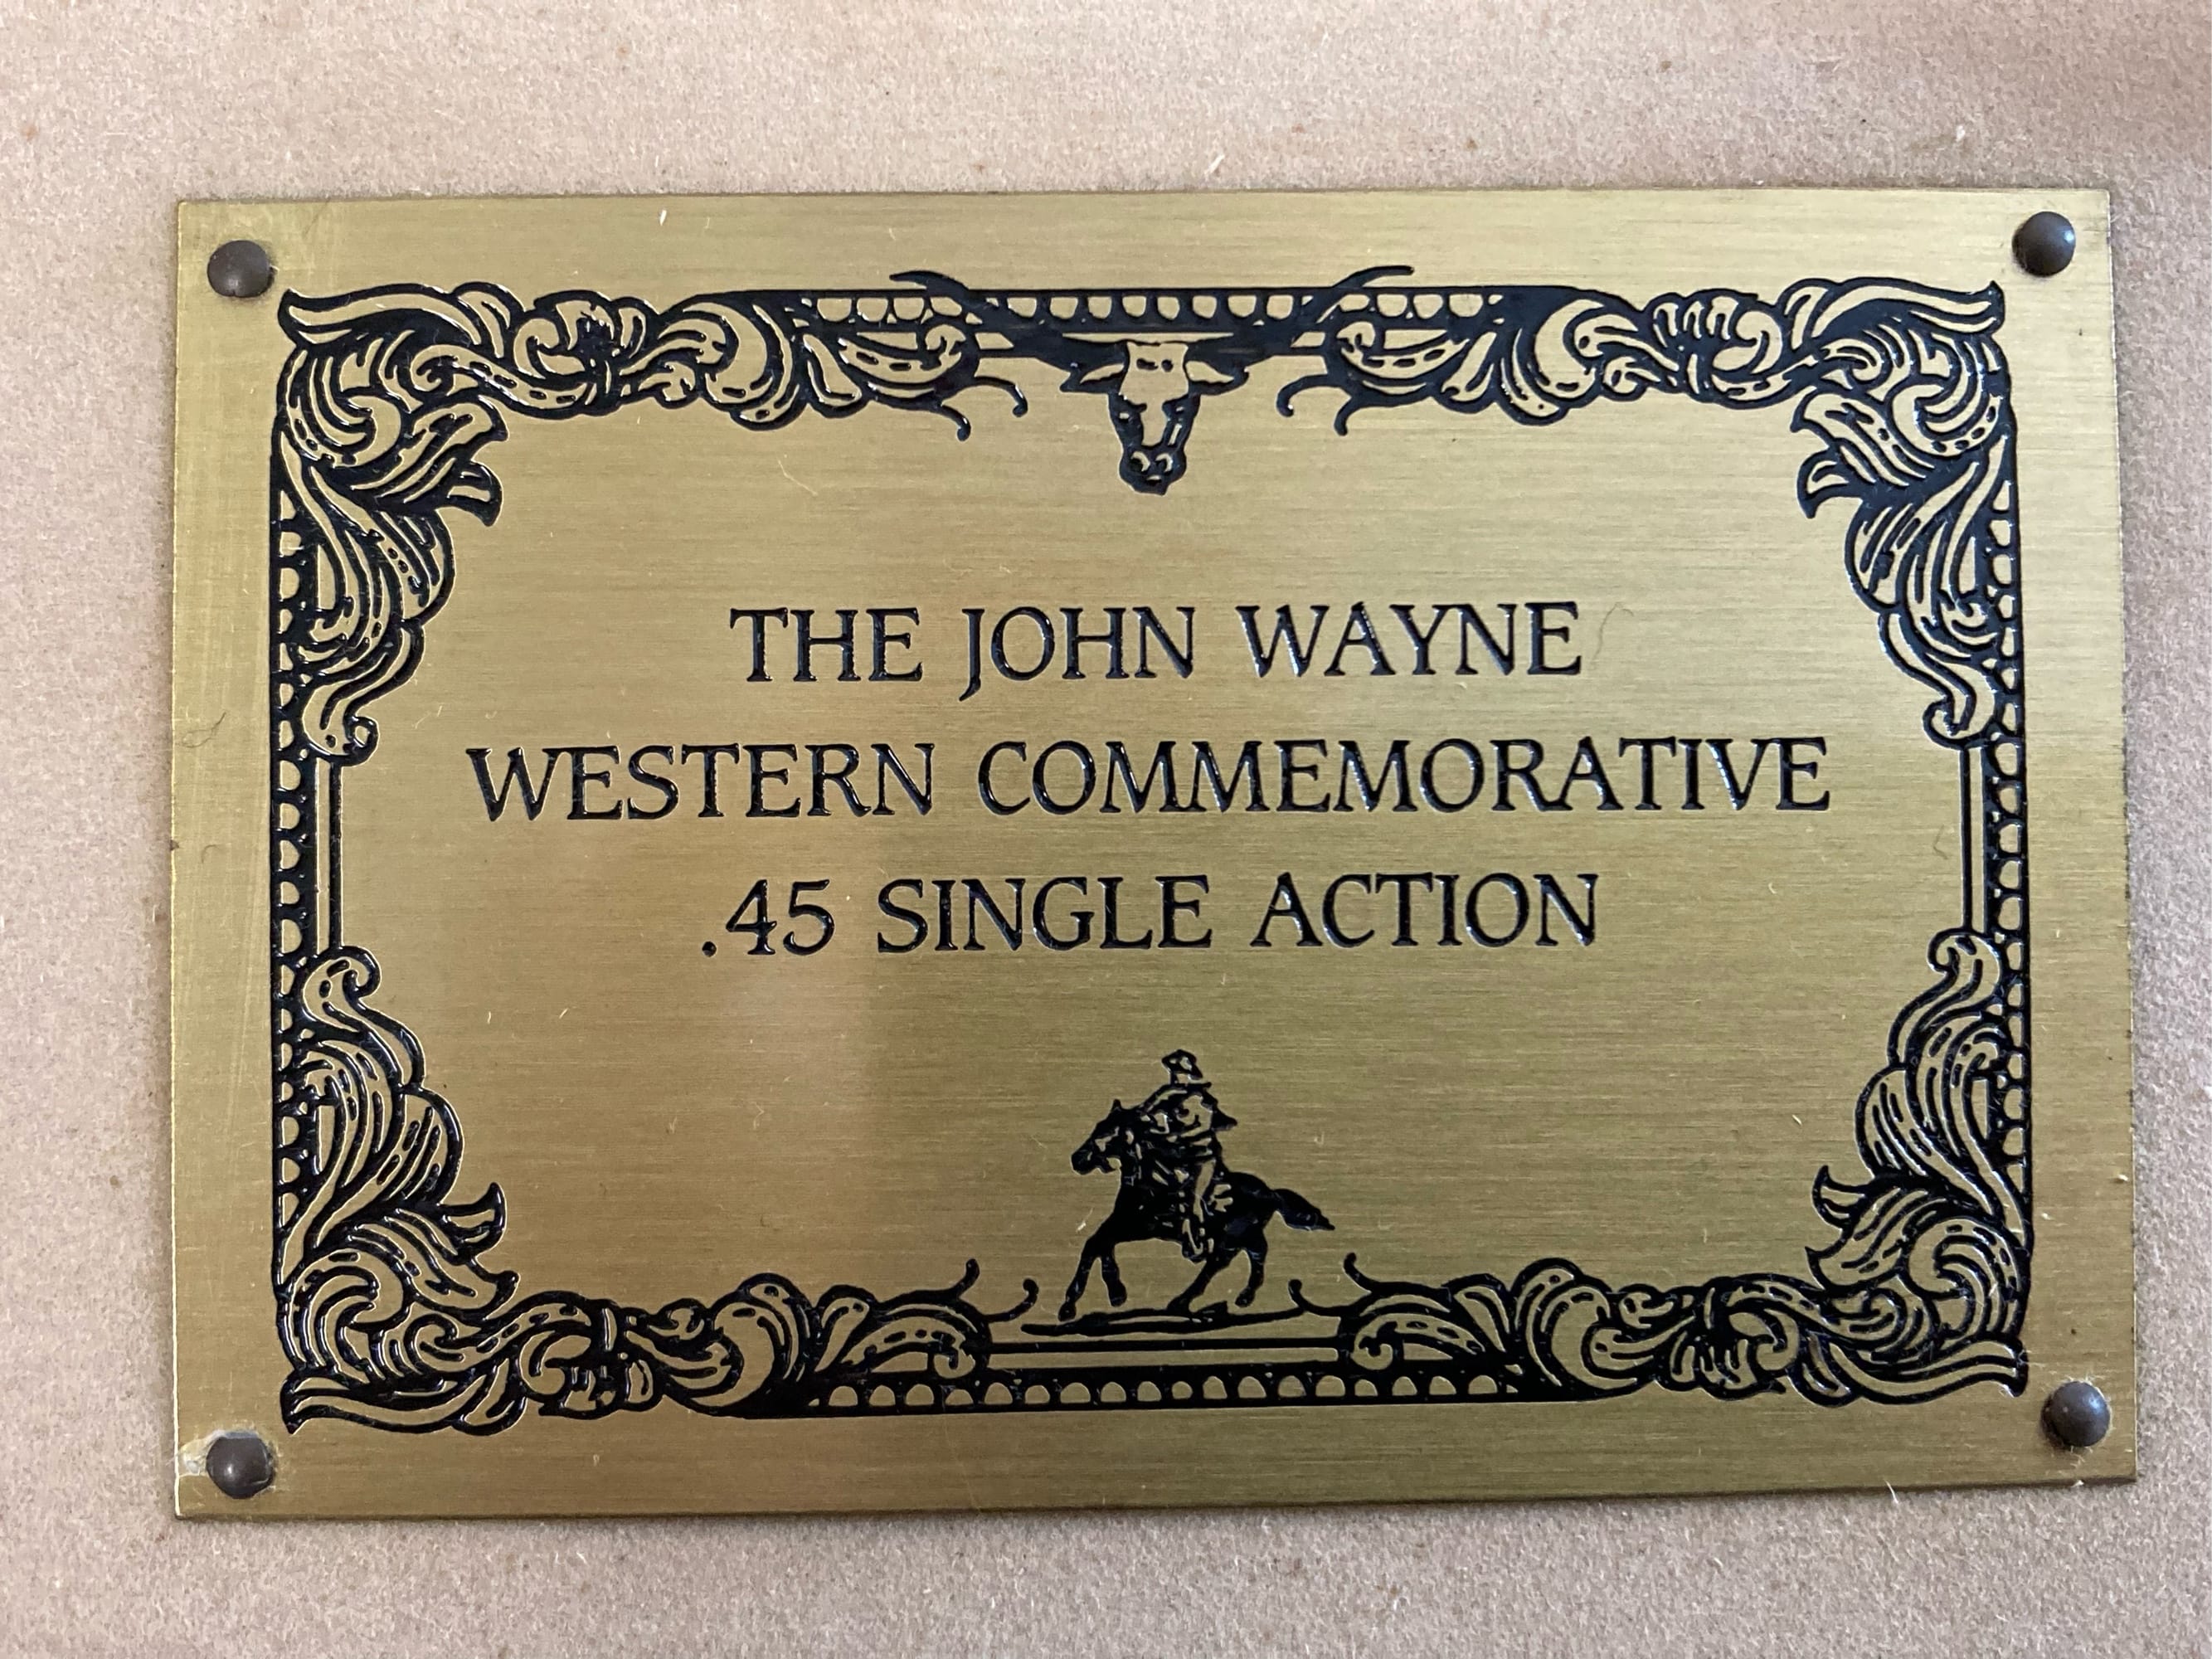 THE JOHN WAYNE
WESTERN COMMEMORATIVE
.45 SINGLE ACTION